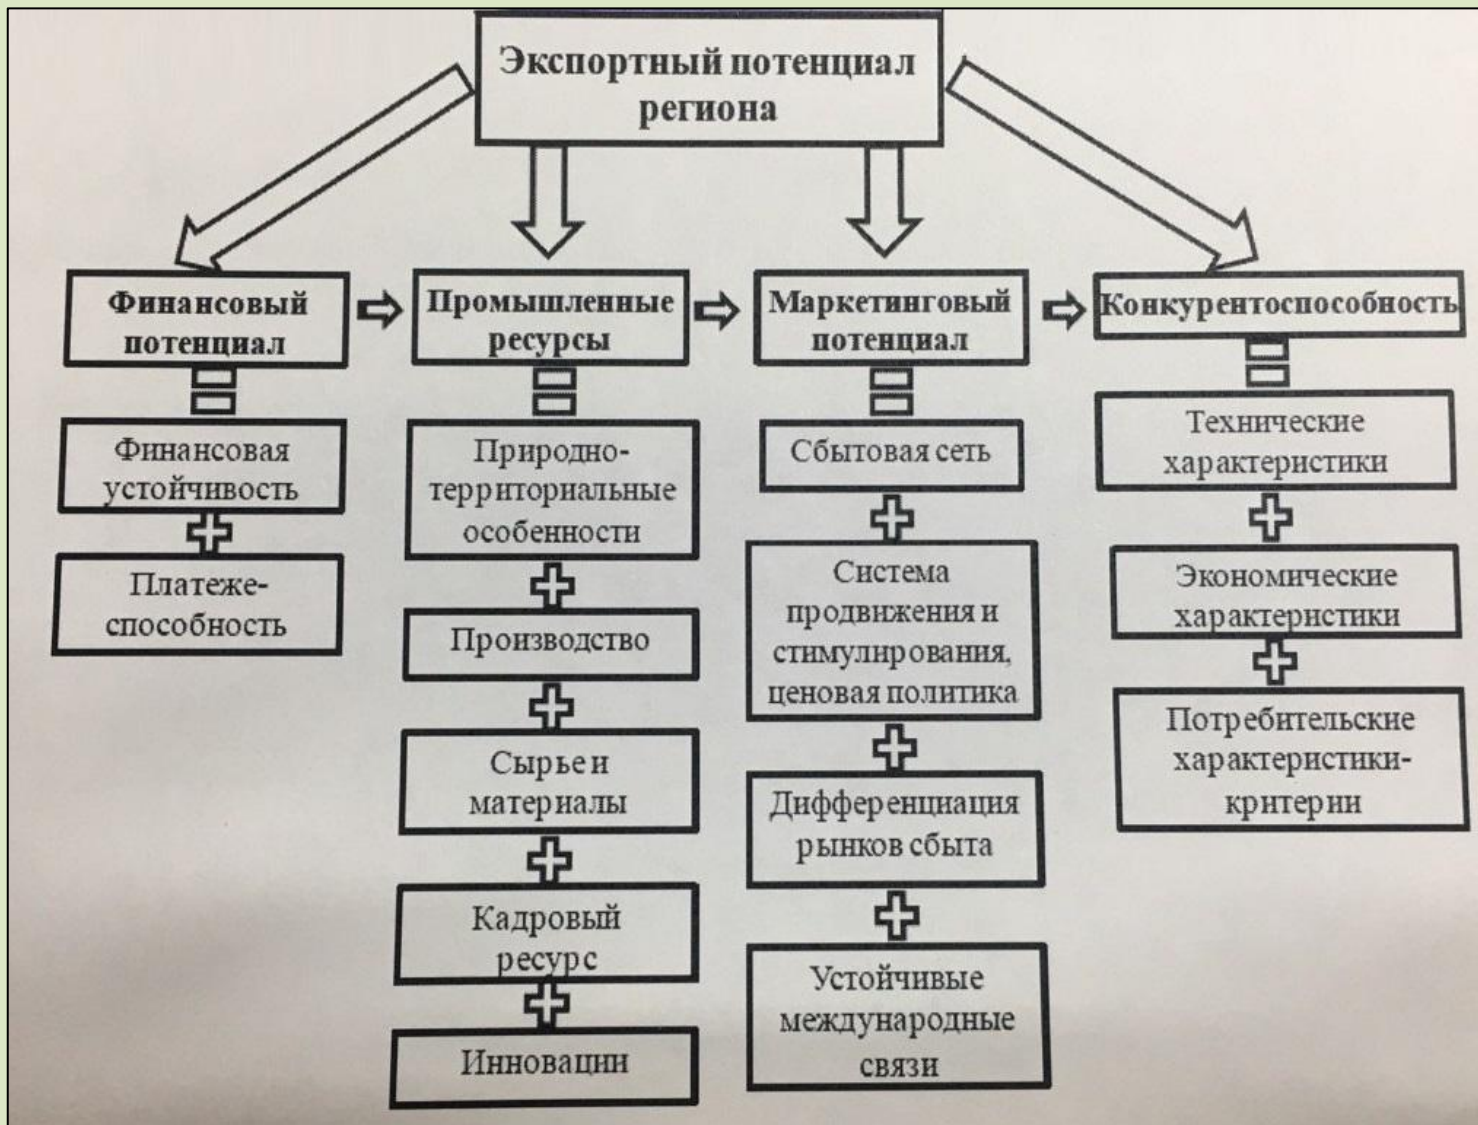 Экспортный потенциал
региона
Финансовый
потенциал
Финансовая
устойчивость
Платеже-
способность
Промышленные
ресурсы
Природно-
территориальные
особенности
Производство
Сырье и
материалы
Кадровый
ресурс
Инновации
Маркетинговый
потенциал
Сбытовая сеть
Система
продвижения и
стимулирования,
ценовая политика
Дифференциация
рынков сбыта
Устойчивые
международные
связи
Конкурентоспособность
Технические
характеристики
Экономические
характеристики
Потребительские
характеристики-
критерии